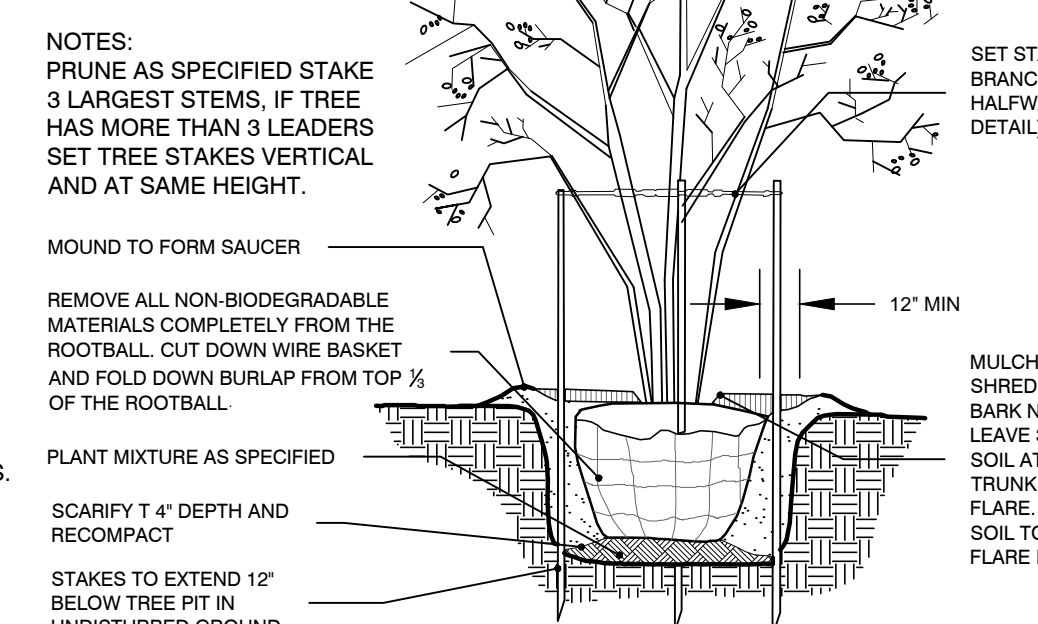 NOTES:
PRUNE AS SPECIFIED STAKE
3 LARGEST STEMS, IF TREE
HAS MORE THAN 3 LEADERS
SET TREE STAKES VERTICAL
AND AT SAME HEIGHT.
MOUND TO FORM SAUCER
REMOVE ALL NON-BIODEGRADABLE
MATERIALS COMPLETELY FROM THE
ROOTBALL. CUT DOWN WIRE BASKET
AND FOLD DOWN BURLAP FROM TOP ⅓
OF THE ROOTBALL
S.
PLANT MIXTURE AS SPECIFIED
SCARIFY T 4" DEPTH AND
RECOMPACT
STAKES TO EXTEND 12"
BELOW TREE PIT IN
UNDISTURBED GROUND
SET
HALFW
DETAIL
12" MIN
MULCH
SHRED
BARK N
LEAVE 3
SOIL AT
TRUNK
FLARE.
SOIL TO
FLARE